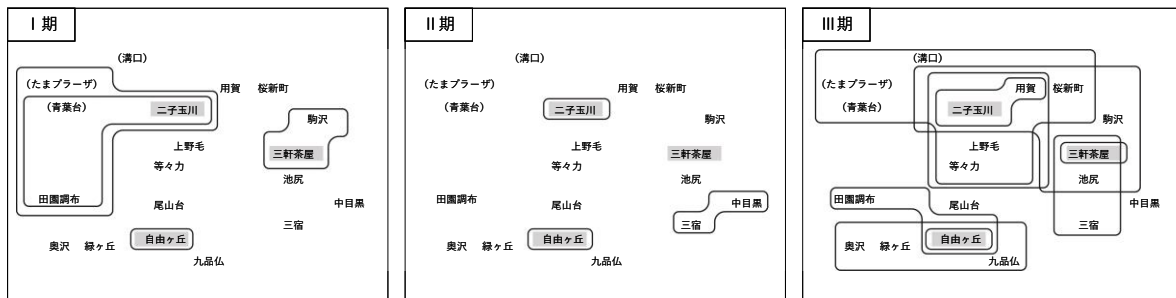 Ⅰ期
(溝口)
(たまプラーザ)
用賀 桜新町
(青葉台)
二子玉川
駒沢
上野毛
三軒茶屋
等々力
池尻
田園調布
尾山台
中目黒
三宿
自由ヶ丘
奥沢 緑ヶ丘
九品仏
Ⅱ期
(溝口)
(たまプラーザ)
用賀 桜新町
(青葉台)
二子玉川
駒沢
上野毛
三軒茶屋
等々力
池尻
田園調布
尾山台
中目黒
三宿
自由ヶ丘
奥沢 緑ヶ丘
九品仏
Ⅲ期
(溝口)
(たまプラーザ)
用賀 桜新町
(青葉台)
二子玉川
駒沢
上野毛
三軒茶屋
等々力
池尻
田園調布
尾山台
中目黒
三宿
自由ヶ丘
奥沢 緑ヶ丘
九品仏